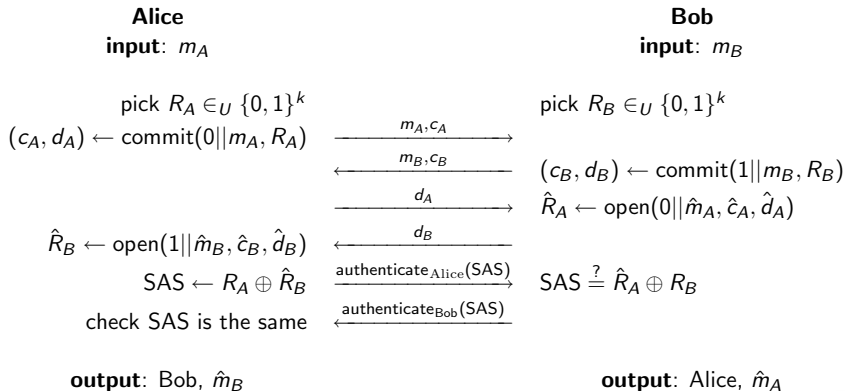 Alice Bob
input: m_A input: m_B
pick R_A ∈_U {0, 1}^k pick R_B ∈_U {0, 1}^k
(c_A, d_A) ← commit(0||m_A, R_A) m_A,c_A
m_B,c_B (c_B, d_B) ← commit(1||m_B, R_B)
d_A R̂_A ← open(0||m̂_A, ĉ_A, d̂_A)
R̂_B ← open(1||m̂_B, ĉ_B, d̂_B) d_B
SAS ← R_A ⊕ R̂_B authenticate_Alice(SAS) SAS ≟ R̂_A ⊕ R_B
check SAS is the same authenticate_Bob(SAS)
output: Bob, m̂_B output: Alice, m̂_A